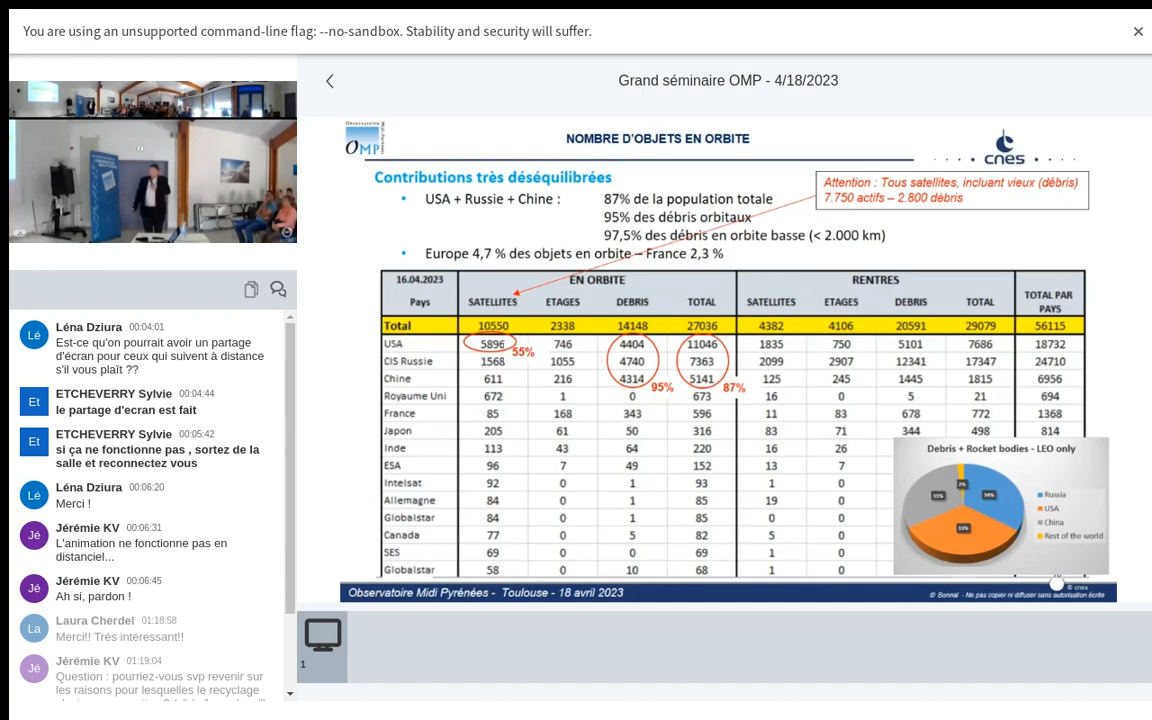 You are using an unsupported command-line flag: --no-sandbox. Stability and security will suffer.
Grand séminaire OMP - 4/18/2023
Léna Dziura 00:04:01
Est-ce qu'on pourrait avoir un partage
d'écran pour ceux qui suivent à distance
s'il vous plaît ??
ETCHEVERRY Sylvie 00:04:44
le partage d'ecran est fait
ETCHEVERRY Sylvie 00:05:42
si ça ne fonctionne pas , sortez de la
salle et reconnectez vous
Léna Dziura 00:06:20
Merci !
Jérémie KV 00:06:31
L'animation ne fonctionne pas en
distanciel...
Jérémie KV 00:06:45
Ah si, pardon !
Laura Cherdel 01:18:58
Merci!! Très intéressant!!
Jérémie KV 01:19:04
Question : pourriez-vous svp revenir sur
les raisons pour lesquelles le recyclage
Lé
Et
Et
Lé
Jé
Jé
La
Jé
Observatoire
Midi-Pyrénées
OMP
NOMBRE D'OBJETS EN ORBITE
cnes
Contributions très déséquilibrées
• USA + Russie + Chine : 87% de la population totale
95% des débris orbitaux
97,5% des débris en orbite basse (< 2.000 km)
• Europe 4,7 % des objets en orbite – France 2,3 %
Attention : Tous satellites, incluant vieux (débris)
7.750 actifs – 2.800 débris
16.04.2023 EN ORBITE RENTRES TOTAL PAR PAYS
Pays SATELLITES ETAGES DEBRIS TOTAL SATELLITES ETAGES DEBRIS TOTAL
Total 10550 2338 14148 27036 4382 4106 20591 29079 56115
USA 5896 746 4404 11046 1835 750 5101 7686 18732
55%
CIS Russie 1568 1055 4740 7363 2099 2907 12341 17347 24710
Chine 611 216 4314 5141 125 245 1445 1815 6956
95% 87%
Royaume Uni 672 1 0 673 16 0 5 21 694
France 85 168 343 596 11 83 678 772 1368
Japon 205 61 50 316 83 71 344 498 814
Inde 113 43 64 220 16 26
ESA 96 7 49 152 13 7
Intelsat 92 0 1 93 1 0
Allemagne 84 0 1 85 19 0
Globalstar 84 0 1 85 0 0
Canada 77 0 5 82 5 0
SES 69 0 0 69 1 0
Globalstar 58 0 10 68 1 0
Debris + Rocket bodies - LEO only
2%
34%
31%
33%
Russia
USA
China
Rest of the world
© cnes
Observatoire Midi Pyrénées - Toulouse - 18 avril 2023
© Bonnal - Ne pas copier ni diffuser sans autorisation écrite
1